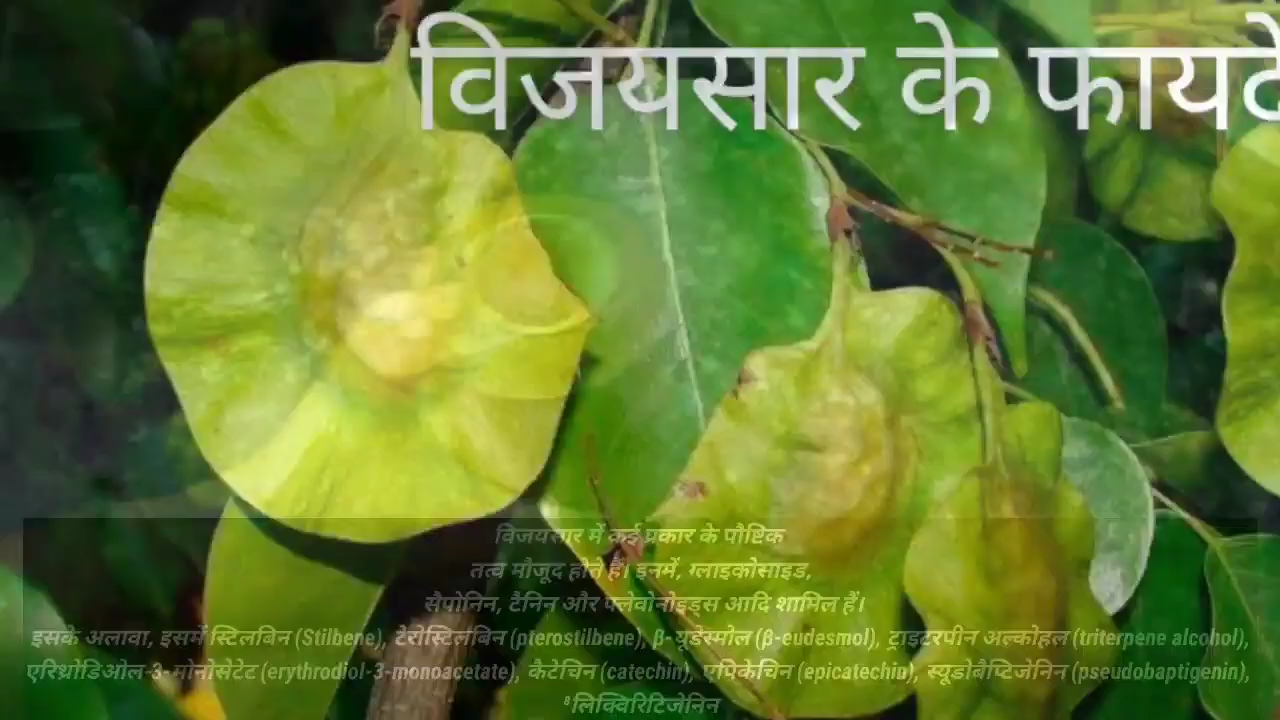 विजयसार के फायदे
विजयसार में कई प्रकार के पौष्टिक
तत्व मौजूद होते हैं। इनमें, ग्लाइकोसाइड,
सैपोनिन, टैनिन और फ्लेवोनोइड्स आदि शामिल हैं।
इसके अलावा, इसमें स्टिलबिन (Stilbene), टेरोस्टिलबिन (pterostilbene), β-यूडेस्मोल (β-eudesmol), ट्राइटरपीन अल्कोहल (triterpene alcohol),
एरिथ्रोडिओल-3-मोनोसेटेट (erythrodiol-3-monoacetate), कैटेचिन (catechin), एपिकेचिन (epicatechin), स्यूडोबैप्टिजेनिन (pseudobaptigenin),
लिक्विरिटिजेनिन